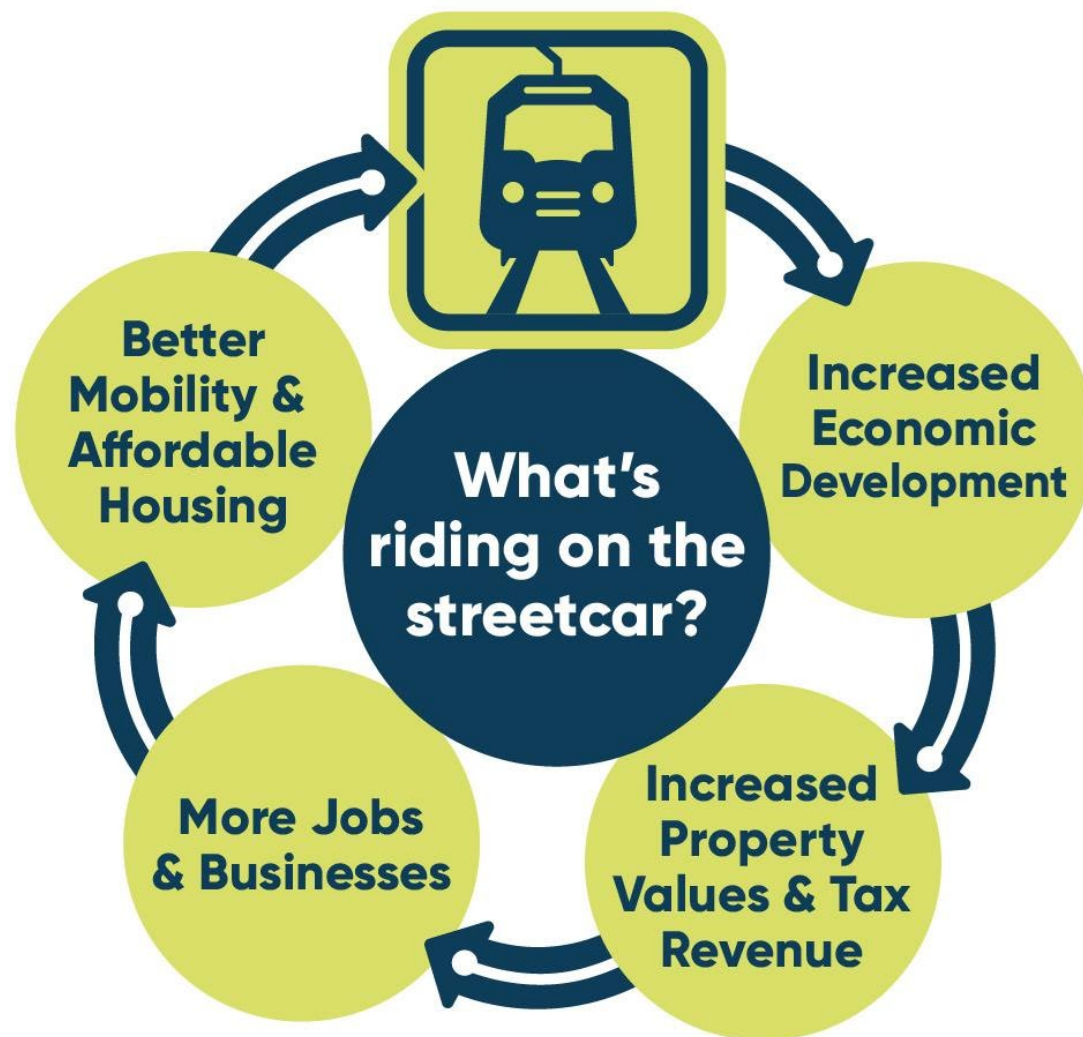 What's
riding on the
streetcar?
Increased
Economic
Development
Increased
Property
Values & Tax
Revenue
More Jobs
& Businesses
Better
Mobility &
Affordable
Housing